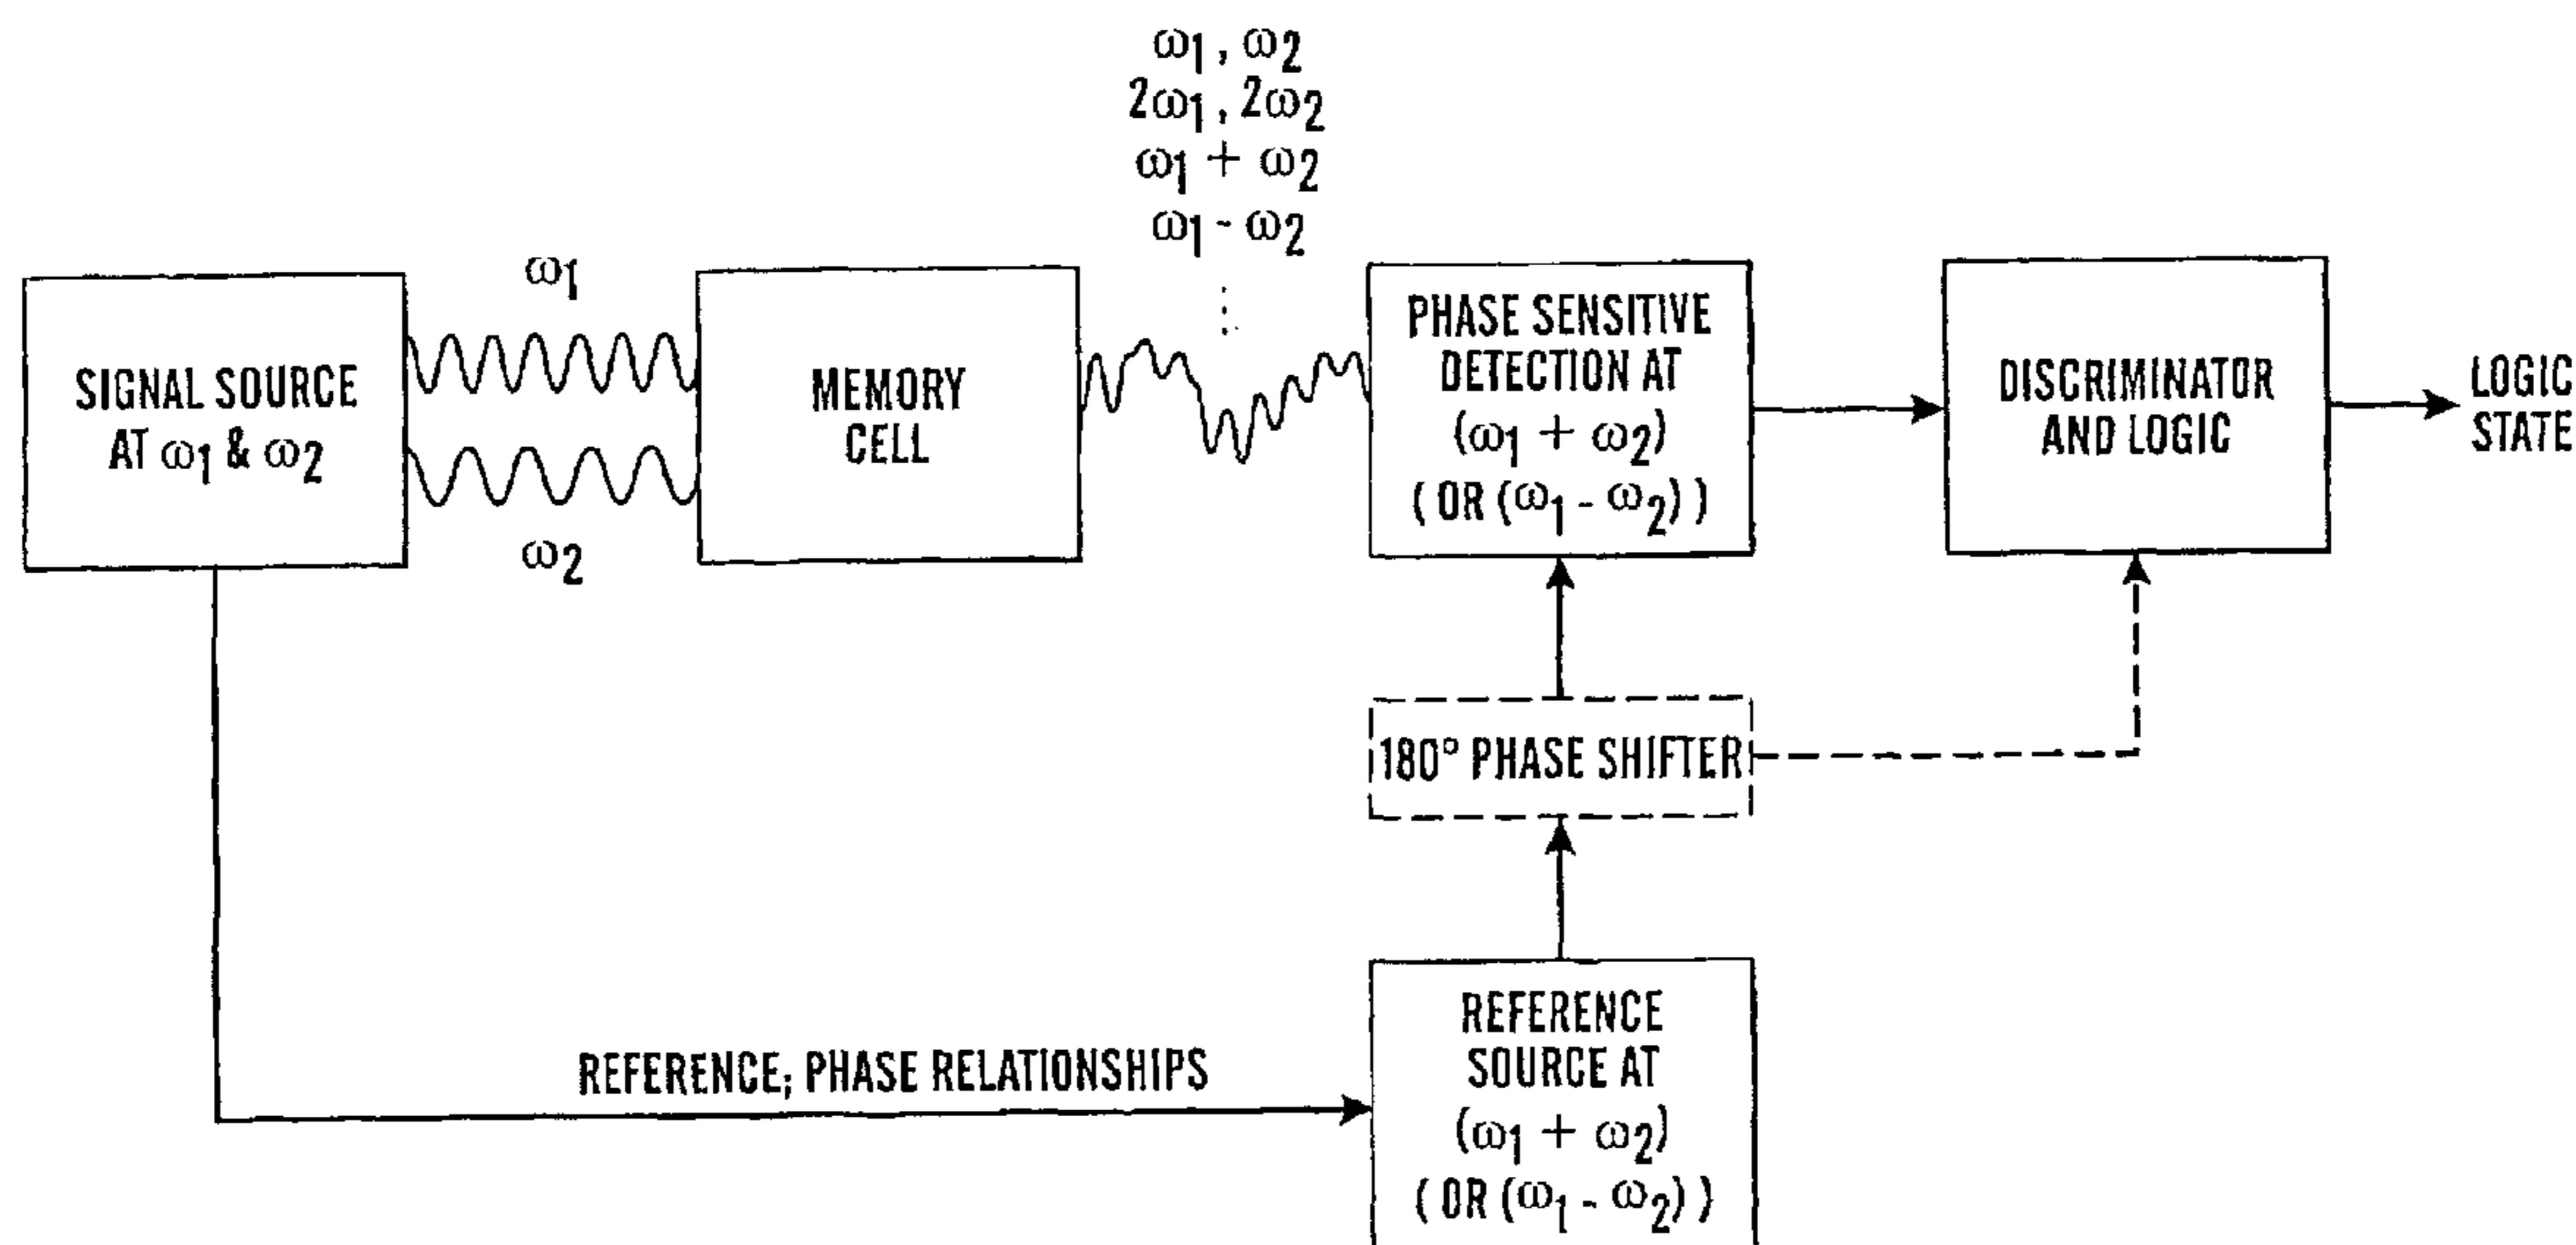 ω1, ω2
2ω1, 2ω2
ω1 + ω2
ω1 - ω2
SIGNAL SOURCE
AT ω1 & ω2
ω1
ω2
MEMORY
CELL
PHASE SENSITIVE
DETECTION AT
(ω1 + ω2)
( OR (ω1 - ω2) )
DISCRIMINATOR
AND LOGIC
LOGIC
STATE
180° PHASE SHIFTER
REFERENCE; PHASE RELATIONSHIPS
REFERENCE
SOURCE AT
(ω1 + ω2)
( OR (ω1 - ω2) )